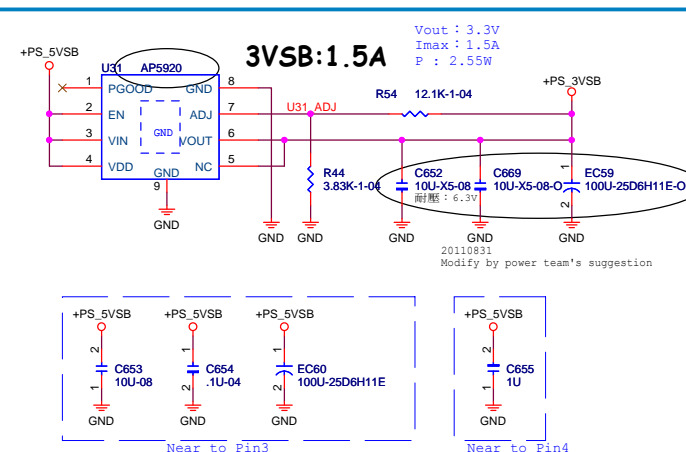 Vout：3.3V
Imax：1.5A
P : 2.55W
3VSB:1.5A
+PS_5VSB
U31 AP5920
1 PGOOD GND 8
2 EN ADJ 7
3 VIN VOUT 6
4 VDD NC 5
GND
GND
9
GND
U31_ADJ
R54 12.1K-1-04
+PS_3VSB
R44
3.83K-1-04
C652
10U-X5-08
耐壓：6.3V
C669
10U-X5-08-O
1
EC59
100U-25D6H11E-O
2
GND GND GND GND GND
20110831
Modify by power team's suggestion
+PS_5VSB +PS_5VSB +PS_5VSB +PS_5VSB
2 C653 1
10U-08
1 C654 2
.1U-04
1 EC60 2
100U-25D6H11E
2 C655 1
1U
GND GND GND GND
Near to Pin3 Near to Pin4